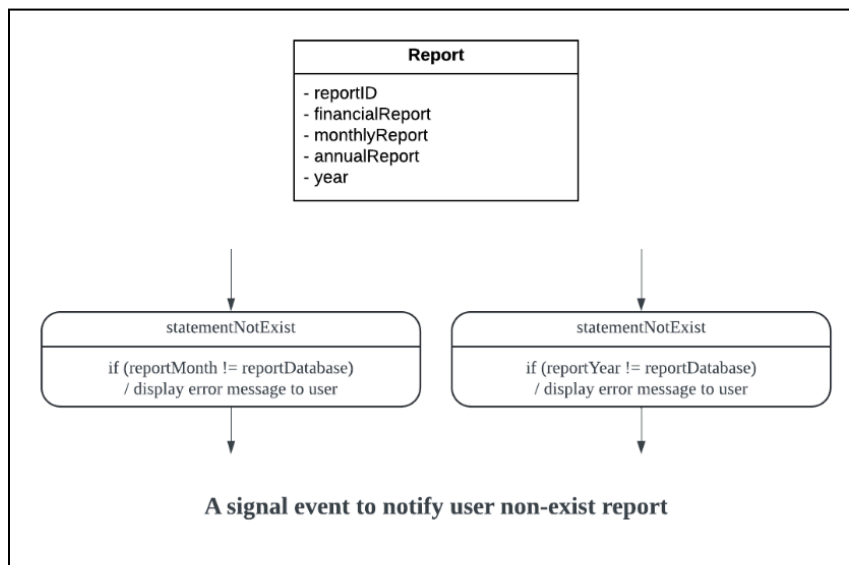 Report
- reportID
- financialReport
- monthlyReport
- annualReport
- year
statementNotExist
if (reportMonth != reportDatabase)
/ display error message to user
statementNotExist
if (reportYear != reportDatabase)
/ display error message to user
A signal event to notify user non-exist report